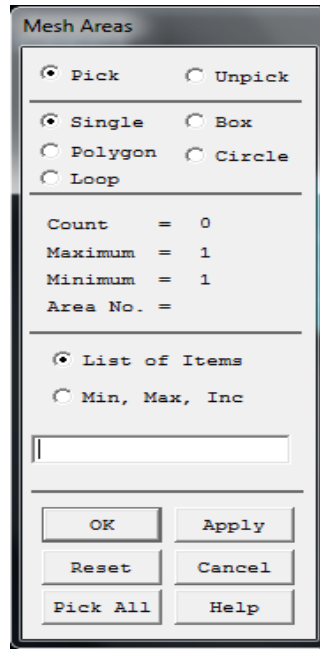 Mesh Areas
Pick Unpick
Single Box
Polygon Circle
Loop
Count = 0
Maximum = 1
Minimum = 1
Area No. =
List of Items
Min, Max, Inc
OK Apply
Reset Cancel
Pick All Help